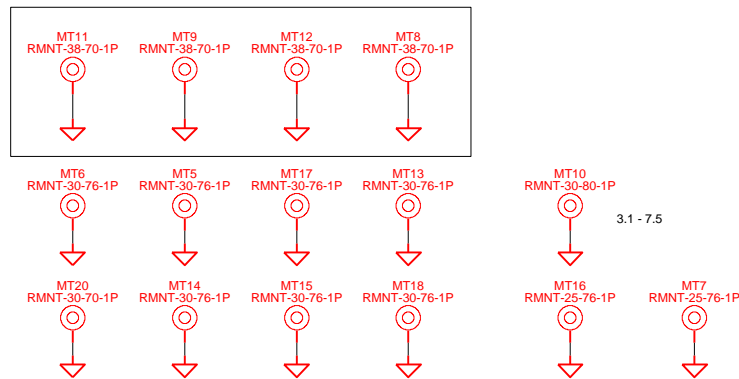 MT11 MT9 MT12 MT8
RMNT-38-70-1P RMNT-38-70-1P RMNT-38-70-1P RMNT-38-70-1P
MT6 MT5 MT17 MT13 MT10
RMNT-30-76-1P RMNT-30-76-1P RMNT-30-76-1P RMNT-30-76-1P RMNT-30-80-1P
3.1 - 7.5
MT20 MT14 MT15 MT18 MT16 MT7
RMNT-30-70-1P RMNT-30-76-1P RMNT-30-76-1P RMNT-30-76-1P RMNT-25-76-1P RMNT-25-76-1P